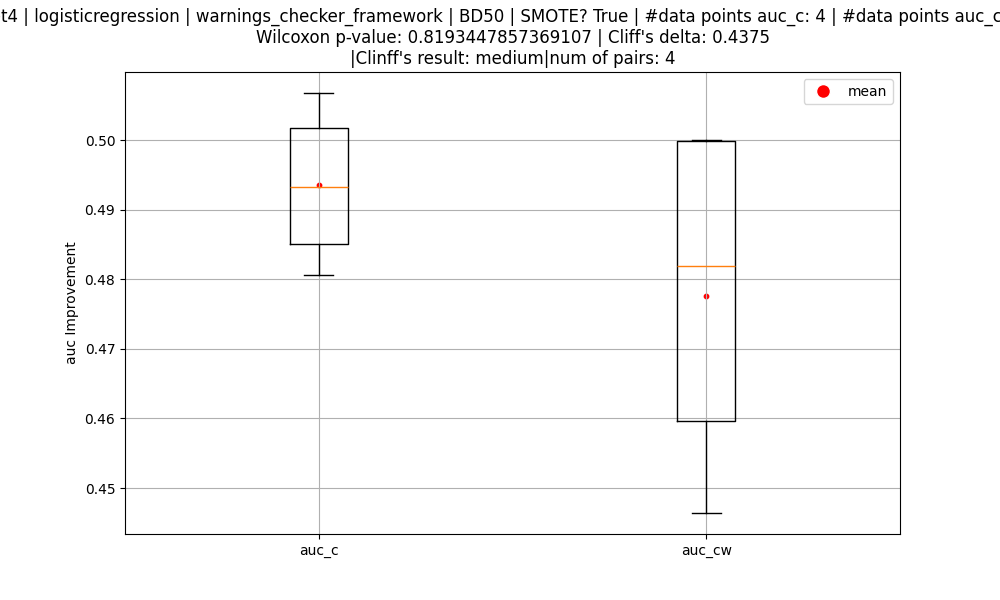 t4 | logisticregression | warnings_checker_framework | BD50 | SMOTE? True | #data points auc_c: 4 | #data points auc_c
Wilcoxon p-value: 0.8193447857369107 | Cliff's delta: 0.4375
|Clinff's result: medium|num of pairs: 4
mean
0.50
0.49
0.48
0.47
0.46
0.45
auc Improvement
auc_c
auc_cw